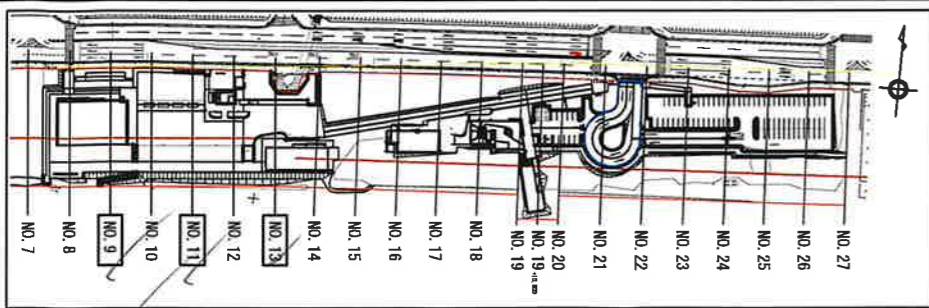 NO. 7
NO. 8
NO. 9
NO. 10
NO. 11
NO. 12
NO. 13
NO. 14
NO. 15
NO. 16
NO. 17
NO. 18
NO. 19
NO. 19
NO. 20
NO. 21
NO. 22
NO. 23
NO. 24
NO. 25
NO. 26
NO. 27